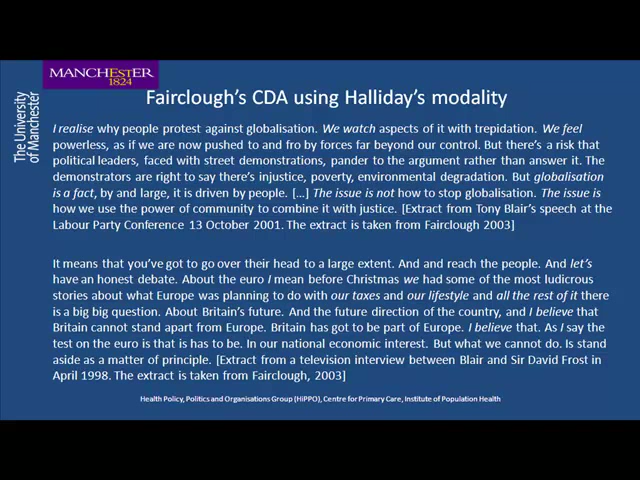 MANCHESTER
1824
The University
of Manchester
Fairclough's CDA using Halliday's modality
I realise why people protest against globalisation. We watch aspects of it with trepidation. We feel
powerless, as if we are now pushed to and fro by forces far beyond our control. But there's a risk that
political leaders, faced with street demonstrations, pander to the argument rather than answer it. The
demonstrators are right to say there's injustice, poverty, environmental degradation. But globalisation
is a fact, by and large, it is driven by people. […] The issue is not how to stop globalisation. The issue is
how we use the power of community to combine it with justice. [Extract from Tony Blair's speech at the
Labour Party Conference 13 October 2001. The extract is taken from Fairclough 2003]
It means that you've got to go over their head to a large extent. And and reach the people. And let's
have an honest debate. About the euro I mean before Christmas we had some of the most ludicrous
stories about what Europe was planning to do with our taxes and our lifestyle and all the rest of it there
is a big big question. About Britain's future. And the future direction of the country, and I believe that
Britain cannot stand apart from Europe. Britain has got to be part of Europe. I believe that. As I say the
test on the euro is that is has to be. In our national economic interest. But what we cannot do. Is stand
aside as a matter of principle. [Extract from a television interview between Blair and Sir David Frost in
April 1998. The extract is taken from Fairclough, 2003]
Health Policy, Politics and Organisations Group (HiPPO), Centre for Primary Care, Institute of Population Health